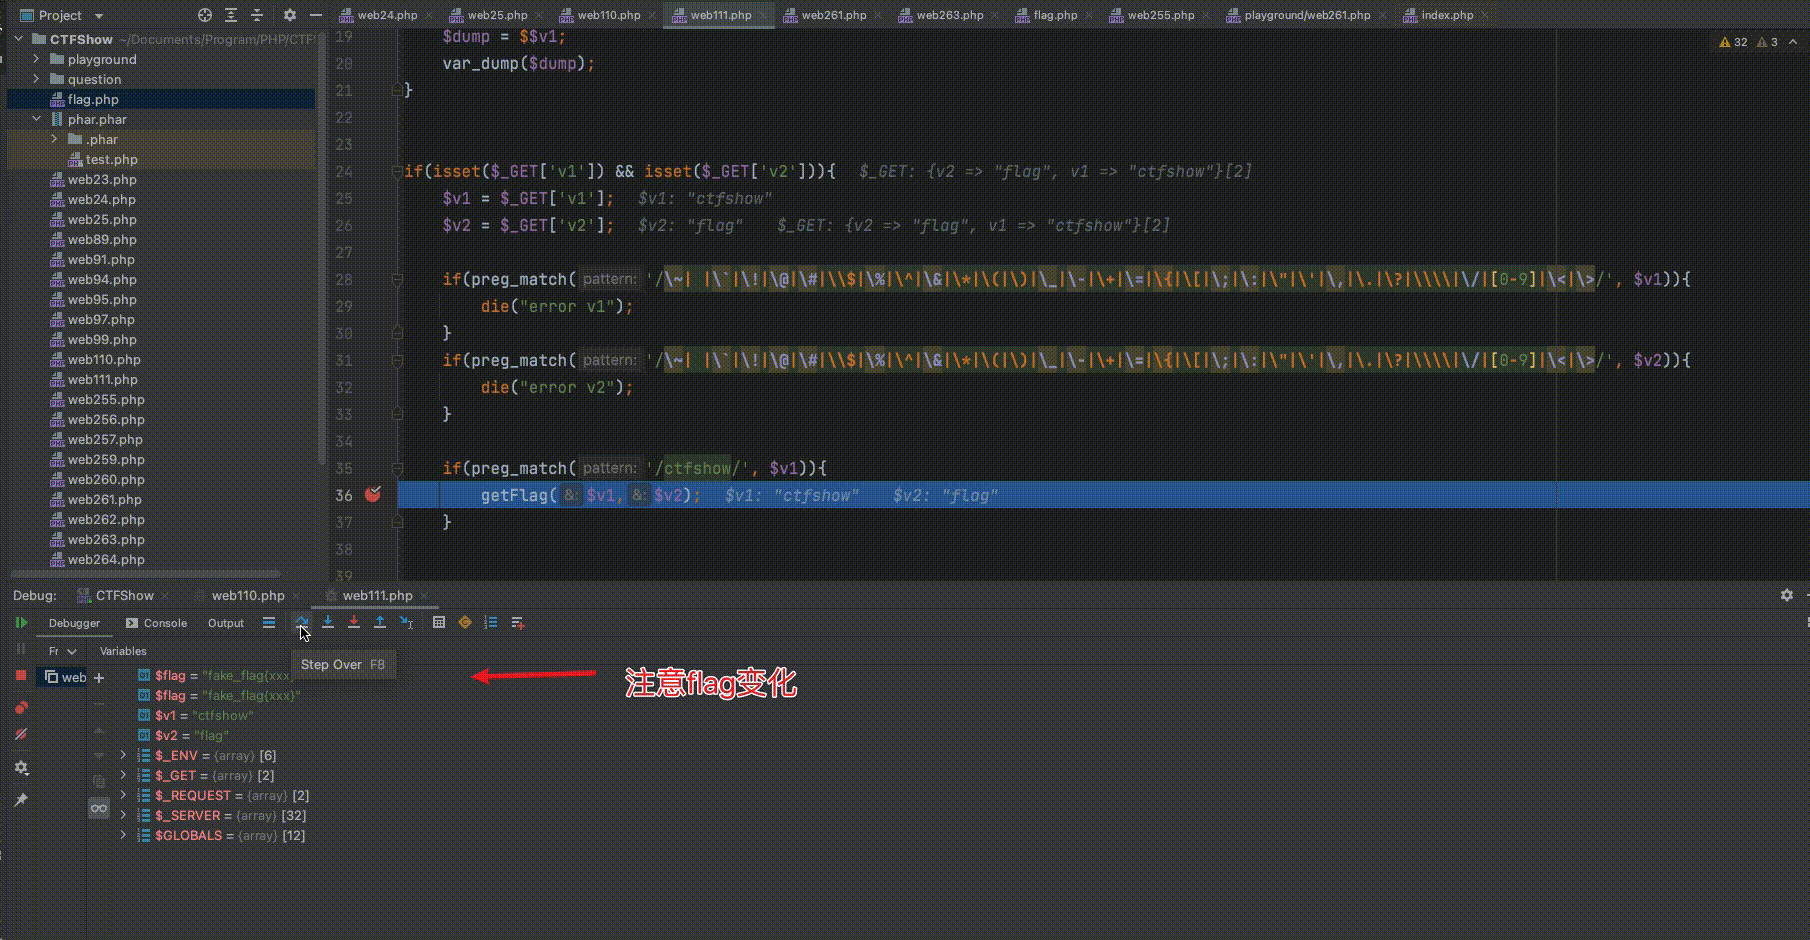 Project
web24.php
web25.php
web110.php
web111.php
web261.php
web263.php
flag.php
web255.php
playground/web261.php
index.php
CTFShow ~/Documents/Program/PHP/CTFS
playground
question
flag.php
phar.phar
.phar
test.php
web23.php
web24.php
web25.php
web89.php
web91.php
web94.php
web95.php
web97.php
web99.php
web110.php
web111.php
web255.php
web256.php
web257.php
web259.php
web260.php
web261.php
web262.php
web263.php
web264.php
32 3
19 $dump = $$v1;
20 var_dump($dump);
21 }
22
23
24 if(isset($_GET['v1']) && isset($_GET['v2'])){ $_GET: {v2 => "flag", v1 => "ctfshow"}[2]
25 $v1 = $_GET['v1']; $v1: "ctfshow"
26 $v2 = $_GET['v2']; $v2: "flag" $_GET: {v2 => "flag", v1 => "ctfshow"}[2]
27
28 if(preg_match( pattern: '/\~| |\`|\!|\@|\#|\\$|\%|\^|\&|\*|\(|\)|\_|\-|\+|\=|\{|\[|\;|\:|\"|\'|\,|\.|\?|\\\\|\/|[0-9]|\<|\>/', $v1)){
29 die("error v1");
30 }
31 if(preg_match( pattern: '/\~| |\`|\!|\@|\#|\\$|\%|\^|\&|\*|\(|\)|\_|\-|\+|\=|\{|\[|\;|\:|\"|\'|\,|\.|\?|\\\\|\/|[0-9]|\<|\>/', $v2)){
32 die("error v2");
33 }
34
35 if(preg_match( pattern: '/ctfshow/', $v1)){
36 getFlag( &: $v1, &: $v2); $v1: "ctfshow" $v2: "flag"
37 }
38
39
Debug: CTFShow web110.php web111.php
Debugger Console Output
Fr Variables
Step Over F8
web
$flag = "fake_flag{xxx}
$flag = "fake_flag{xxx}"
$v1 = "ctfshow"
$v2 = "flag"
$_ENV = {array} [6]
$_GET = {array} [2]
$_REQUEST = {array} [2]
$_SERVER = {array} [32]
$GLOBALS = {array} [12]
注意flag变化